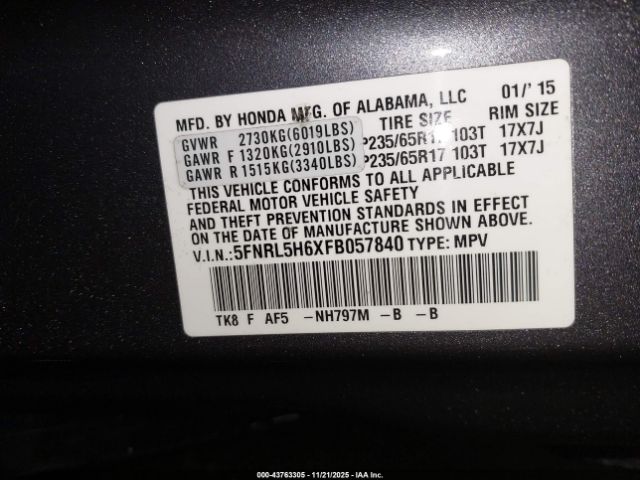 MFD. BY HONDA MFG. OF ALABAMA, LLC 01/' 15
TIRE SIZE RIM SIZE
GVWR 2730KG(6019LBS)
GAWR F 1320KG(2910LBS) P235/65R17 103T 17X7J
GAWR R 1515KG(3340LBS) P235/65R17 103T 17X7J
THIS VEHICLE CONFORMS TO ALL APPLICABLE
FEDERAL MOTOR VEHICLE SAFETY
AND THEFT PREVENTION STANDARDS IN EFFECT
ON THE DATE OF MANUFACTURE SHOWN ABOVE.
V.I.N.:5FNRL5H6XFB057840 TYPE: MPV
TK8 F AF5 -NH797M -B -B
000-43763305 - 11/21/2025 - IAA Inc.